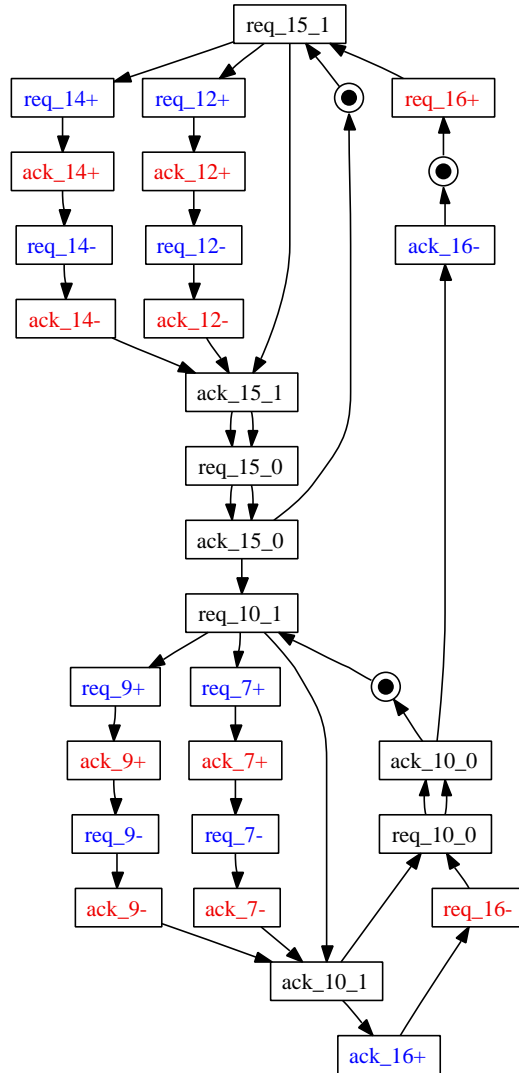 req_15_1
req_14+
req_12+
req_16+
ack_14+
ack_12+
req_14-
req_12-
ack_16-
ack_14-
ack_12-
ack_15_1
req_15_0
ack_15_0
req_10_1
req_9+
req_7+
ack_9+
ack_7+
ack_10_0
req_9-
req_7-
req_10_0
ack_9-
ack_7-
req_16-
ack_10_1
ack_16+